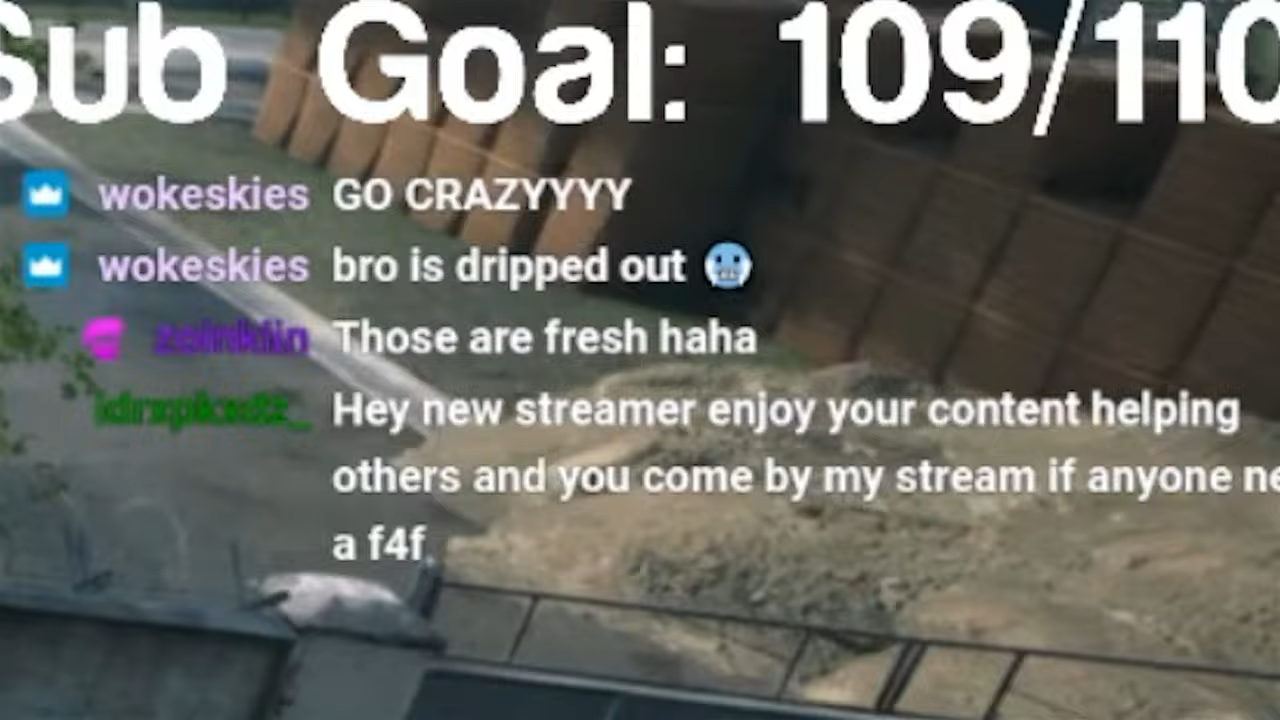 Sub Goal: 109/110
wokeskies GO CRAZYYYY
wokeskies bro is dripped out 🥶
Those are fresh haha
Hey new streamer enjoy your content helping
others and you come by my stream if anyone ne
a f4f